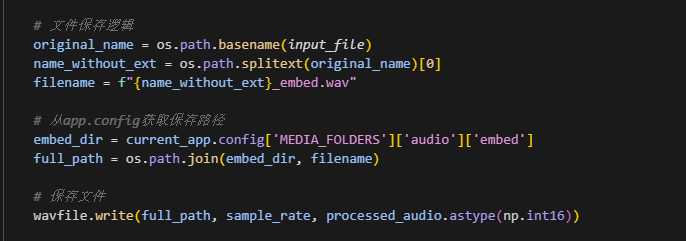 # 文件保存逻辑
original_name = os.path.basename(input_file)
name_without_ext = os.path.splitext(original_name)[0]
filename = f"{name_without_ext}_embed.wav"
# 从app.config获取保存路径
embed_dir = current_app.config['MEDIA_FOLDERS']['audio']['embed']
full_path = os.path.join(embed_dir, filename)
# 保存文件
wavfile.write(full_path, sample_rate, processed_audio.astype(np.int16))